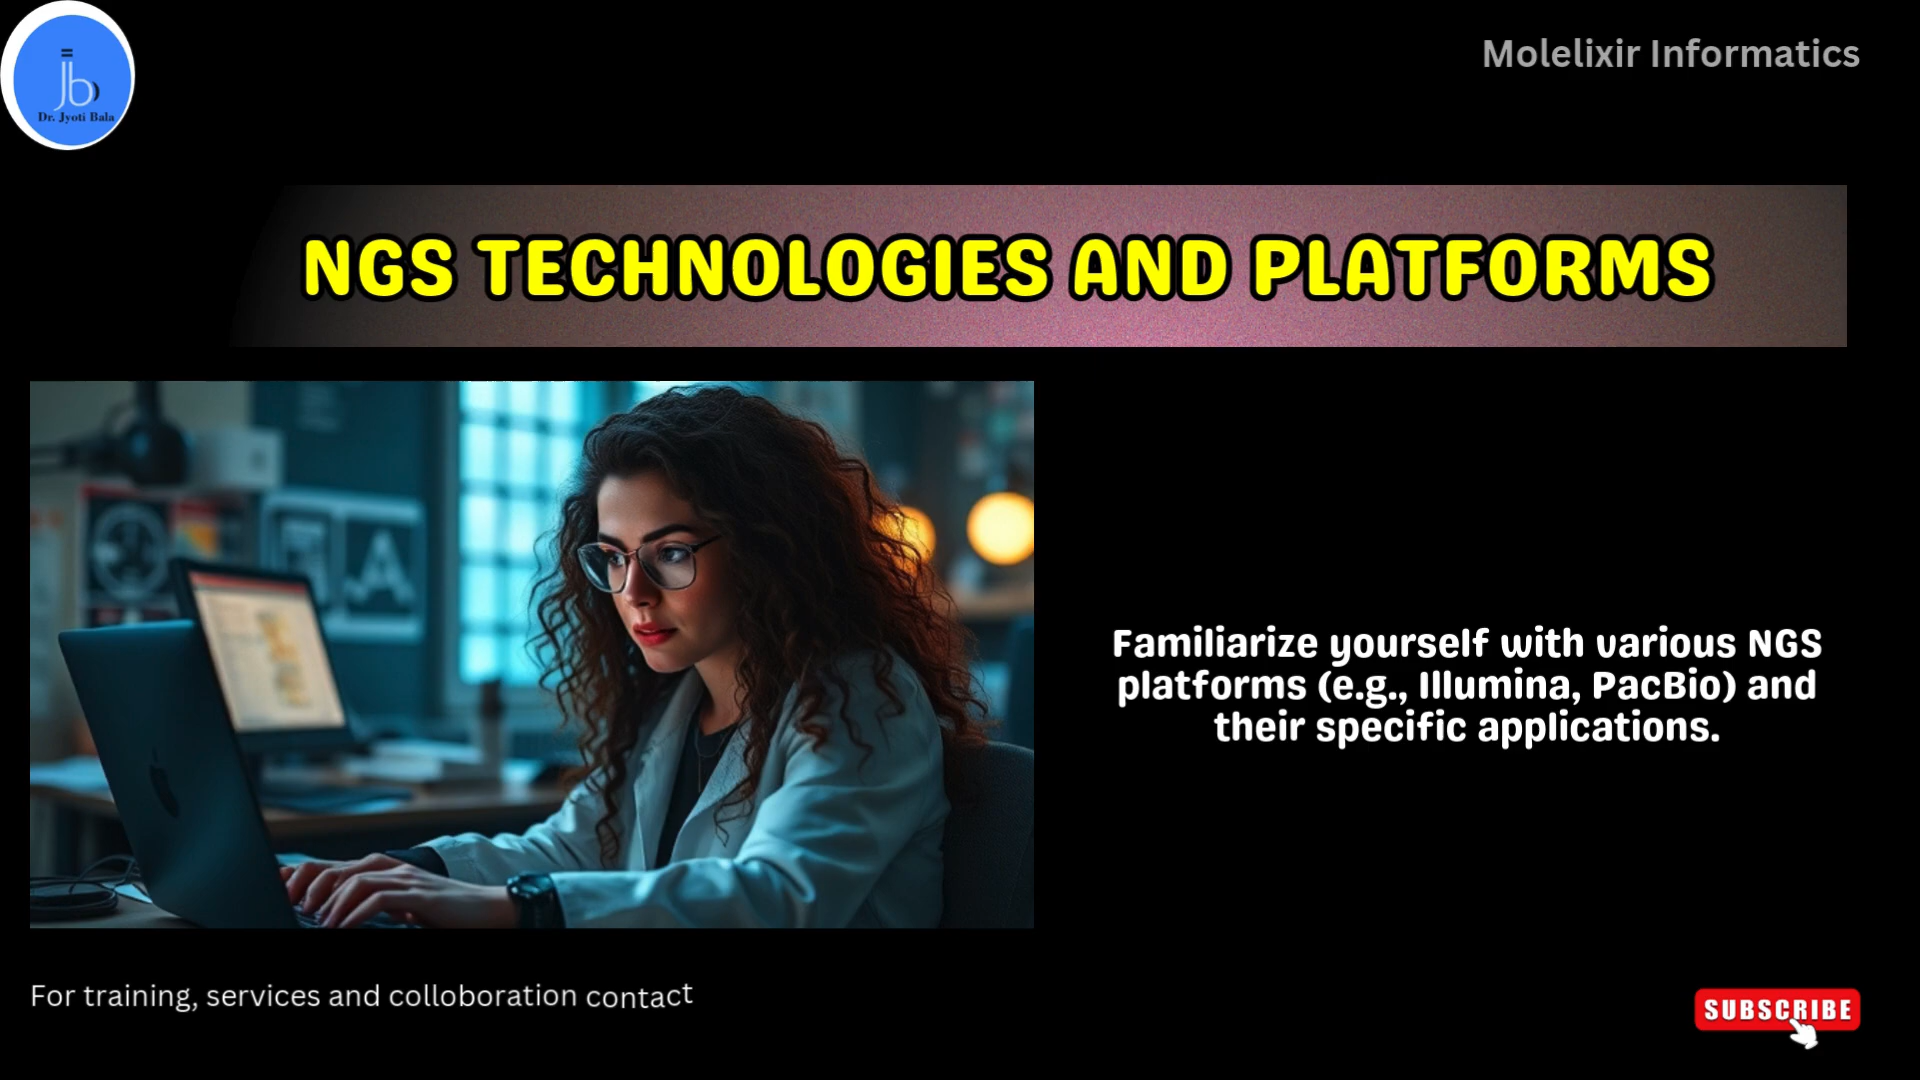 Dr. Jyoti Bala
Molelixir Informatics
NGS TECHNOLOGIES AND PLATFORMS
A
Familiarize yourself with various NGS
platforms (e.g., Illumina, PacBio) and
their specific applications.
For training, services and colloboration contact
SUBSCRIBE